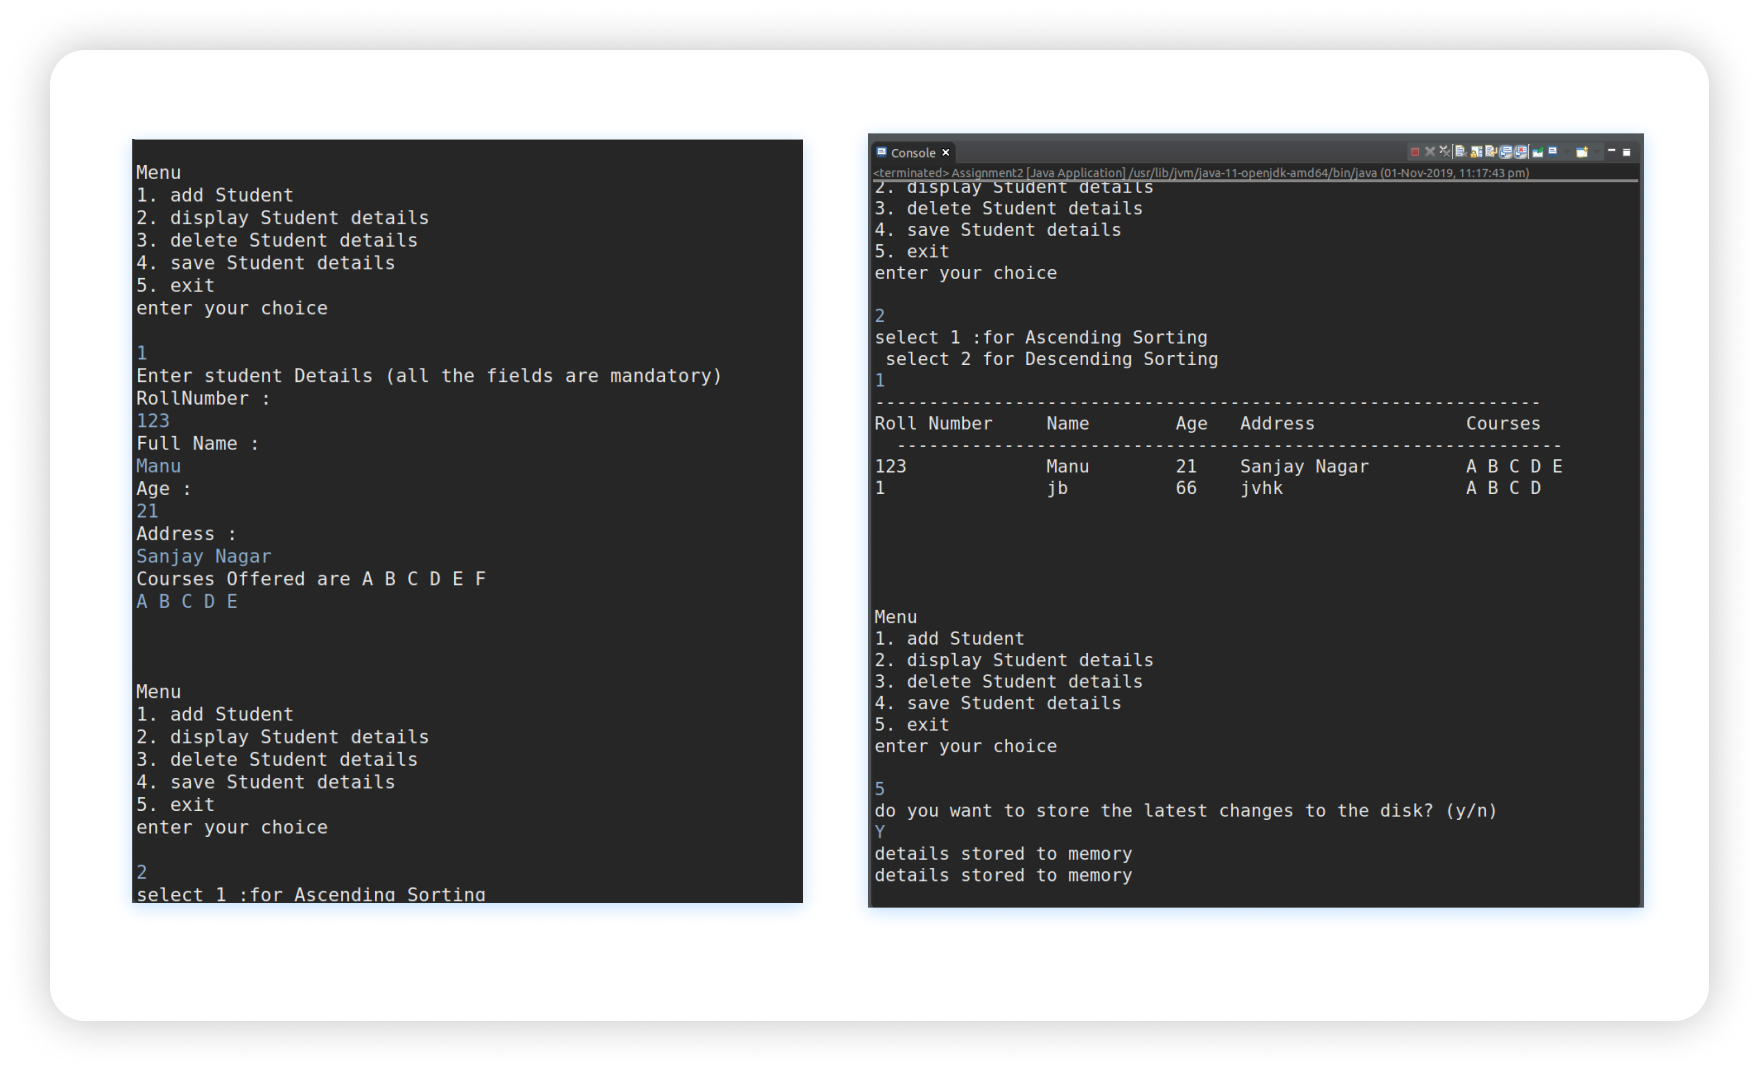 Menu
1. add Student
2. display Student details
3. delete Student details
4. save Student details
5. exit
enter your choice
1
Enter student Details (all the fields are mandatory)
RollNumber :
123
Full Name :
Manu
Age :
21
Address :
Sanjay Nagar
Courses Offered are A B C D E F
A B C D E
Menu
1. add Student
2. display Student details
3. delete Student details
4. save Student details
5. exit
enter your choice
2
select 1 :for Ascending Sorting
Console
<terminated> Assignment2 [Java Application] /usr/lib/jvm/java-11-openjdk-amd64/bin/java (01-Nov-2019, 11:17:43 pm)
2. display Student details
3. delete Student details
4. save Student details
5. exit
enter your choice
2
select 1 :for Ascending Sorting
select 2 for Descending Sorting
1
--------------------------------------------------------------
Roll Number Name Age Address Courses
--------------------------------------------------------------
123 Manu 21 Sanjay Nagar A B C D E
1 jb 66 jvhk A B C D
Menu
1. add Student
2. display Student details
3. delete Student details
4. save Student details
5. exit
enter your choice
5
do you want to store the latest changes to the disk? (y/n)
Y
details stored to memory
details stored to memory